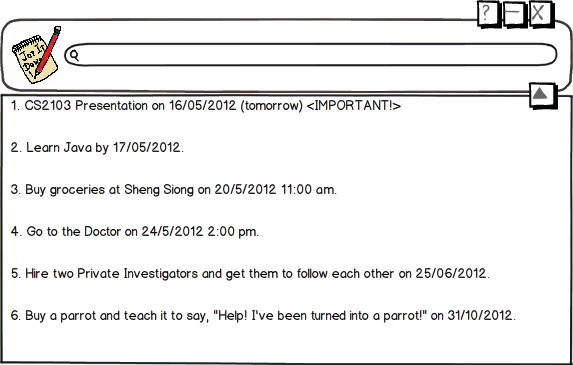 ? — X
Jot It
Down
1. CS2103 Presentation on 16/05/2012 (tomorrow) <IMPORTANT!>
2. Learn Java by 17/05/2012.
3. Buy groceries at Sheng Siong on 20/5/2012 11:00 am.
4. Go to the Doctor on 24/5/2012 2:00 pm.
5. Hire two Private Investigators and get them to follow each other on 25/06/2012.
6. Buy a parrot and teach it to say, "Help! I've been turned into a parrot!" on 31/10/2012.